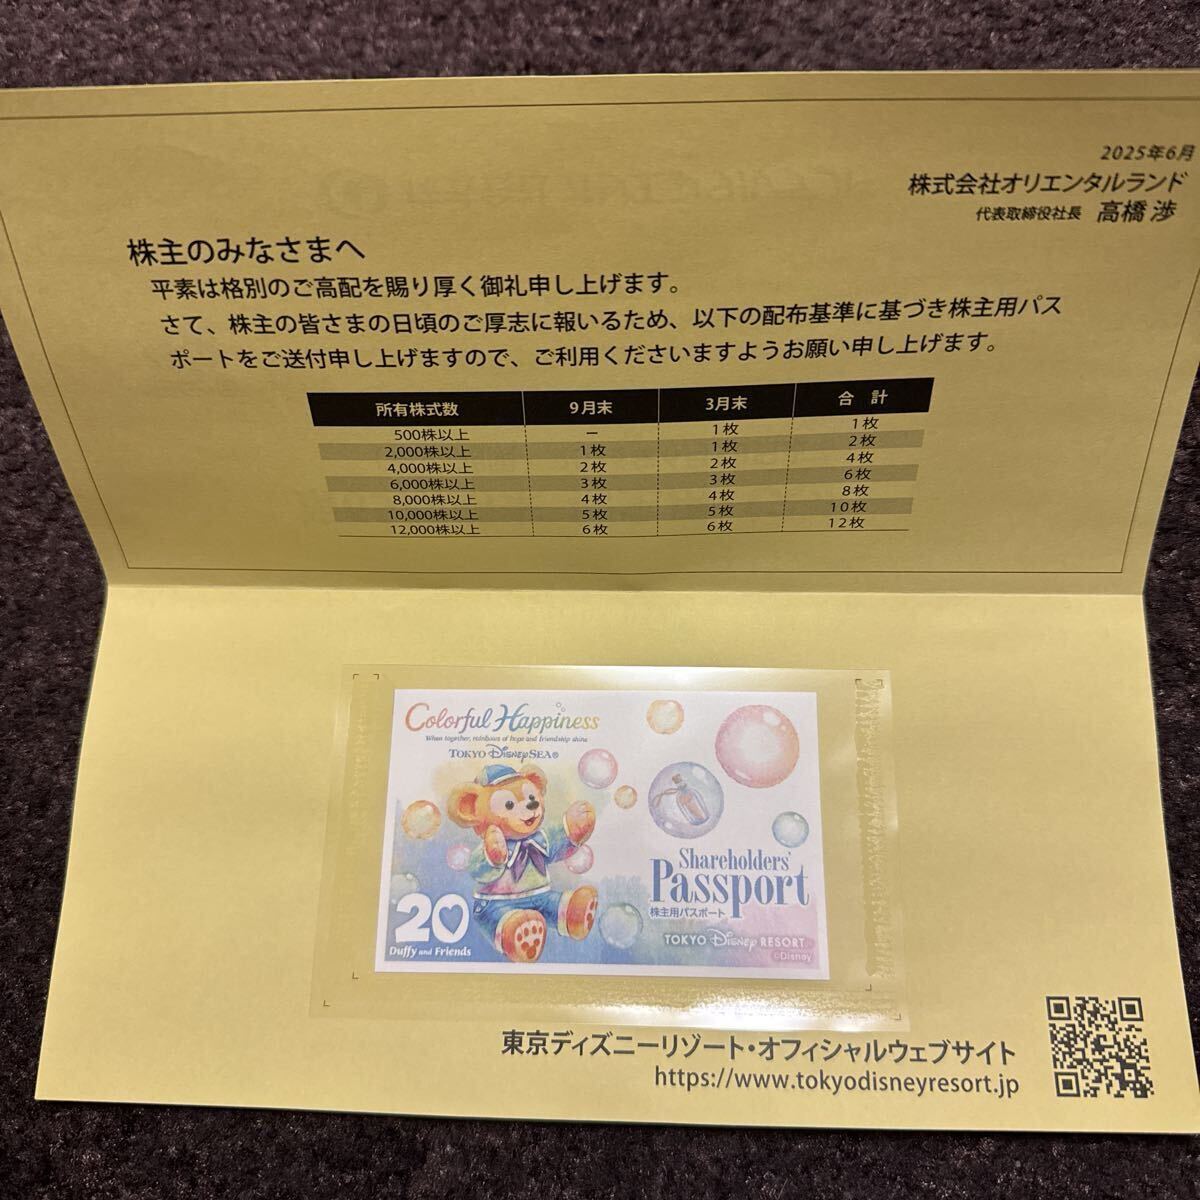 2025年6月
株式会社オリエンタルランド
代表取締役社長 高橋 渉
株主のみなさまへ
平素は格別のご高配を賜り厚く御礼申し上げます。
さて、株主の皆さまの日頃のご厚志に報いるため、以下の配布基準に基づき株主用パス
ポートをご送付申し上げますので、ご利用くださいますようお願い申し上げます。
所有株式数 9月末 3月末 合 計
500株以上 － 1枚 1枚
2,000株以上 1枚 1枚 2枚
4,000株以上 2枚 2枚 4枚
6,000株以上 3枚 3枚 6枚
8,000株以上 4枚 4枚 8枚
10,000株以上 5枚 5枚 10枚
12,000株以上 6枚 6枚 12枚
Colorful Happiness
When together, rainbows of hope and friendship shine
TOKYO DISNEY SEA®
Shareholders'
Passport
株主用パスポート
20
Duffy and Friends
TOKYO Disney RESORT
©Disney
東京ディズニーリゾート・オフィシャルウェブサイト
https://www.tokyodisneyresort.jp